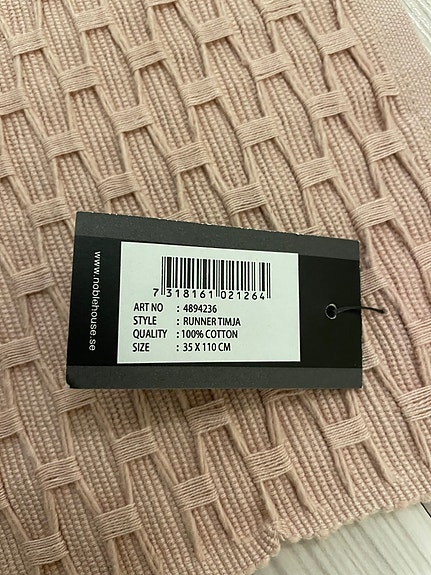 www.noblehouse.se
7 318161 021264
ART NO : 4894236
STYLE : RUNNER TIMJA
QUALITY : 100% COTTON
SIZE : 35 X 110 CM